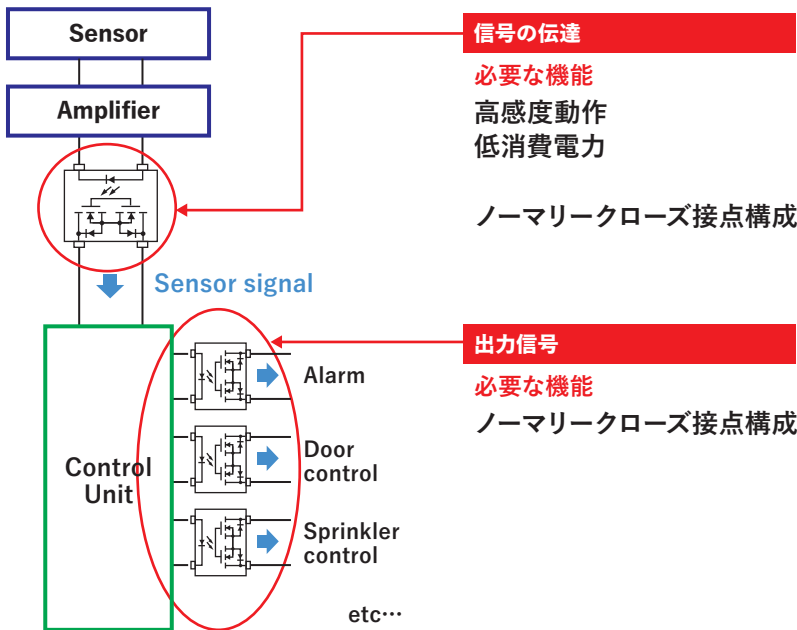 Sensor
Amplifier
Sensor signal
Control
Unit
Alarm
Door
control
Sprinkler
control
etc…
信号の伝達
必要な機能
高感度動作
低消費電力
ノーマリークローズ接点構成
出力信号
必要な機能
ノーマリークローズ接点構成